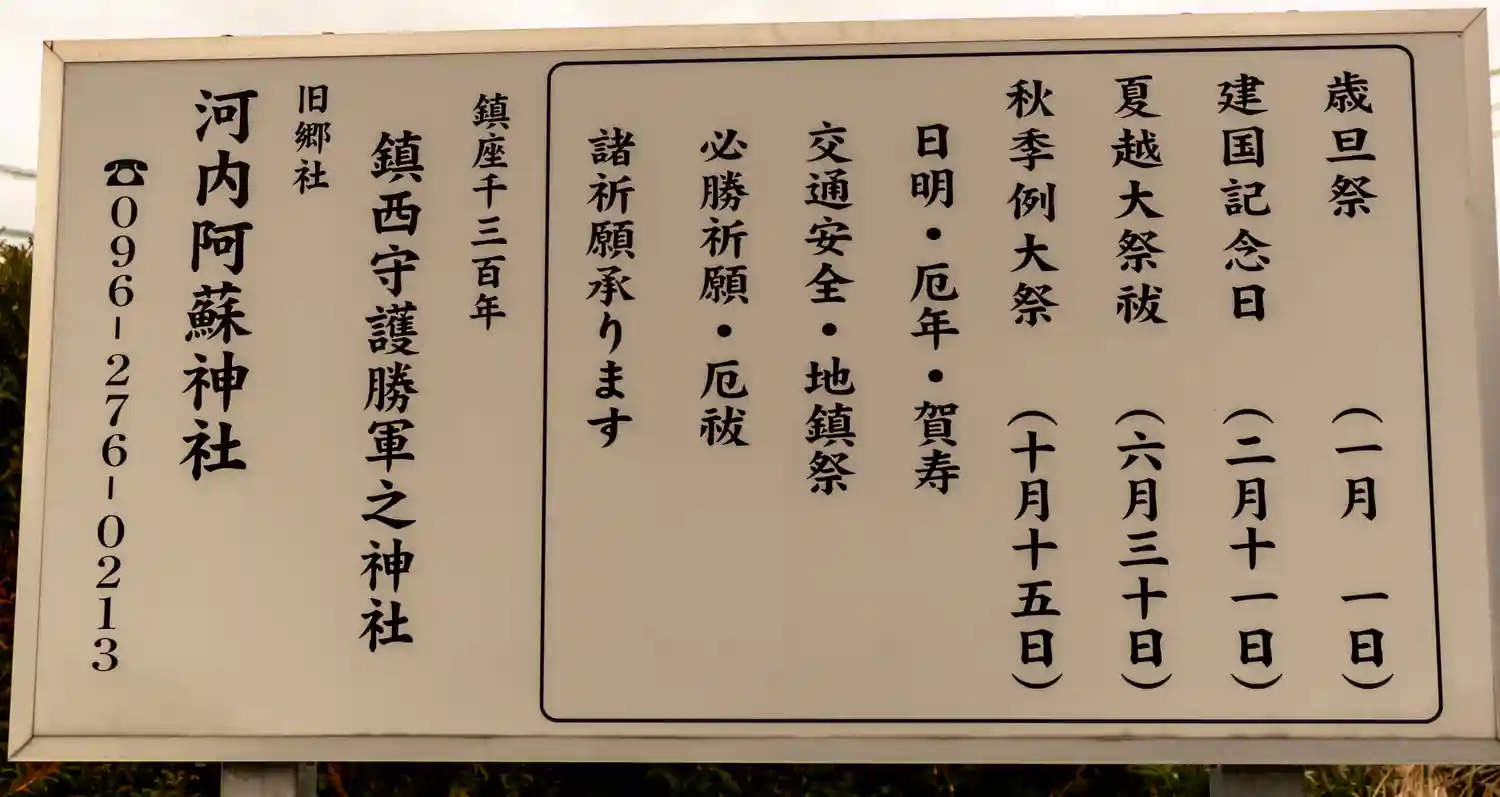 歳旦祭　（一月　一日）
建国記念日　（二月十一日）
夏越大祭祓　（六月三十日）
秋季例大祭　（十月十五日）
日明・厄年・賀寿
交通安全・地鎮祭
必勝祈願・厄祓
諸祈願承ります
鎮座千三百年
鎮西守護勝軍之神社
旧郷社
河内阿蘇神社
☎096-276-0213